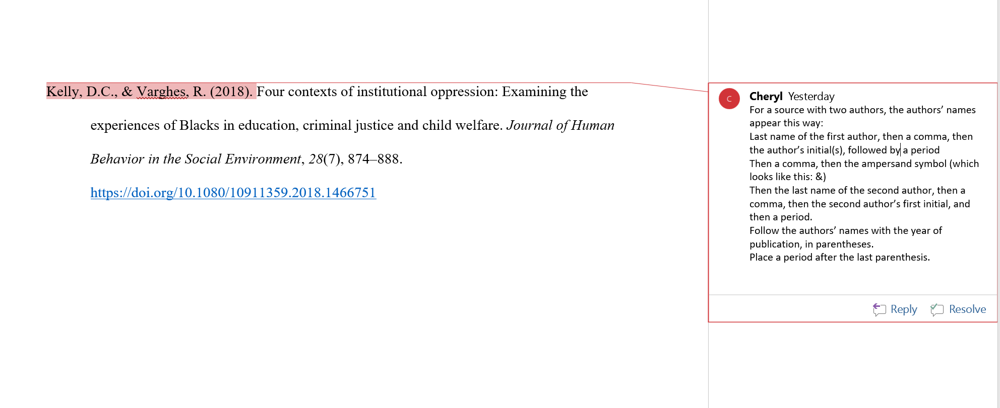 Kelly, D.C., & Varghes, R. (2018). Four contexts of institutional oppression: Examining the
experiences of Blacks in education, criminal justice and child welfare. Journal of Human
Behavior in the Social Environment, 28(7), 874–888.
https://doi.org/10.1080/10911359.2018.1466751
C
Cheryl Yesterday
For a source with two authors, the authors’ names
appear this way:
Last name of the first author, then a comma, then
the author’s initial(s), followed by a period
Then a comma, then the ampersand symbol (which
looks like this: &)
Then the last name of the second author, then a
comma, then the second author’s first initial, and
then a period.
Follow the authors’ names with the year of
publication, in parentheses.
Place a period after the last parenthesis.
Reply Resolve